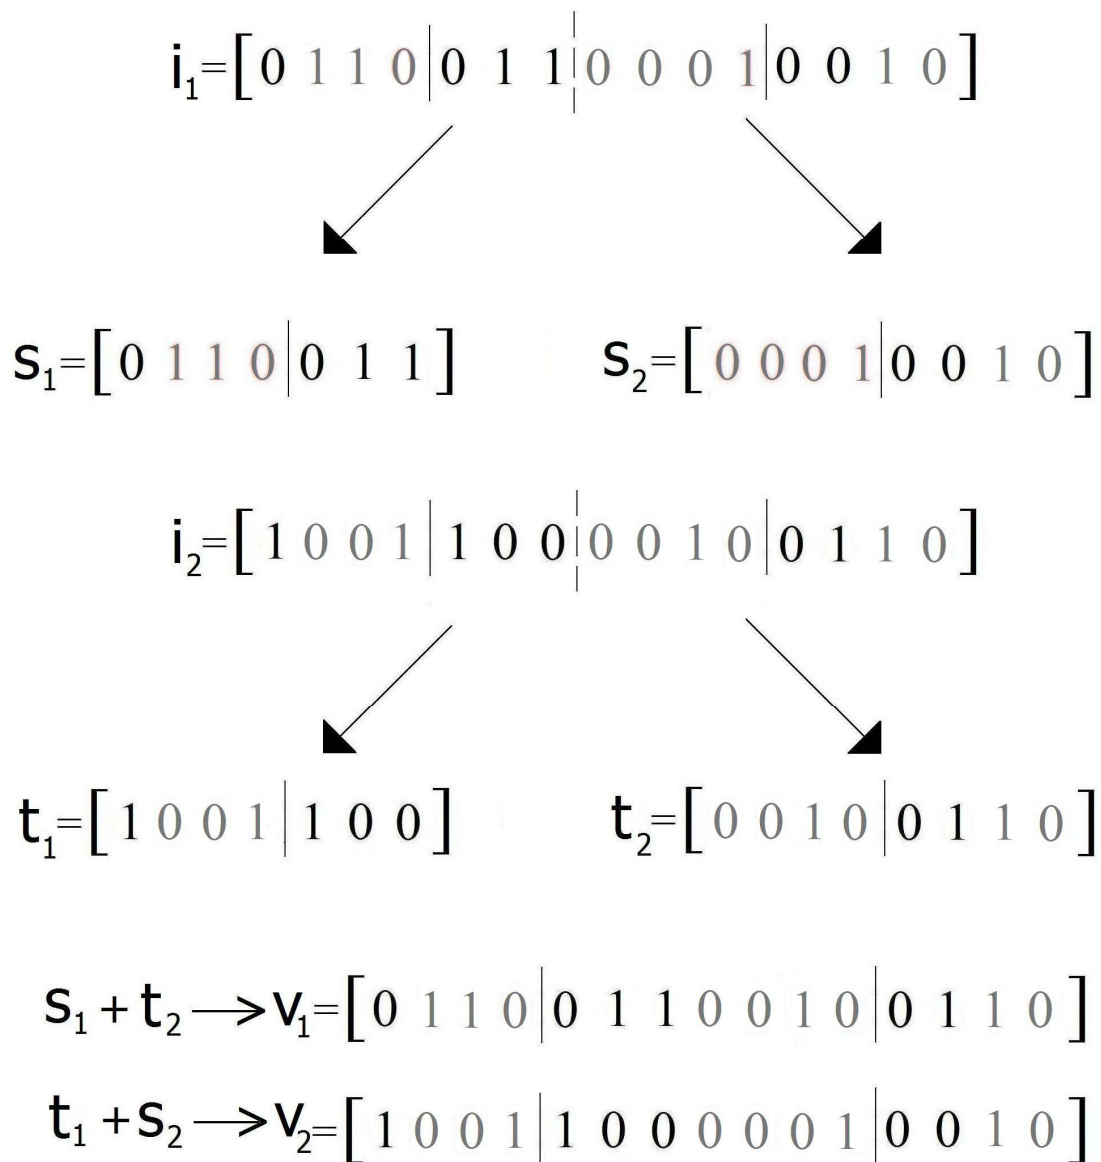 i₁=[0 1 1 0|0 1 1¦0 0 0 1|0 0 1 0]
s₁=[0 1 1 0|0 1 1] s₂=[0 0 0 1|0 0 1 0]
i₂=[1 0 0 1|1 0 0¦0 0 1 0|0 1 1 0]
t₁=[1 0 0 1|1 0 0] t₂=[0 0 1 0|0 1 1 0]
s₁+t₂→v₁=[0 1 1 0|0 1 1 0 0 1 0|0 1 1 0]
t₁+s₂→v₂=[1 0 0 1|1 0 0 0 0 0 1|0 0 1 0]